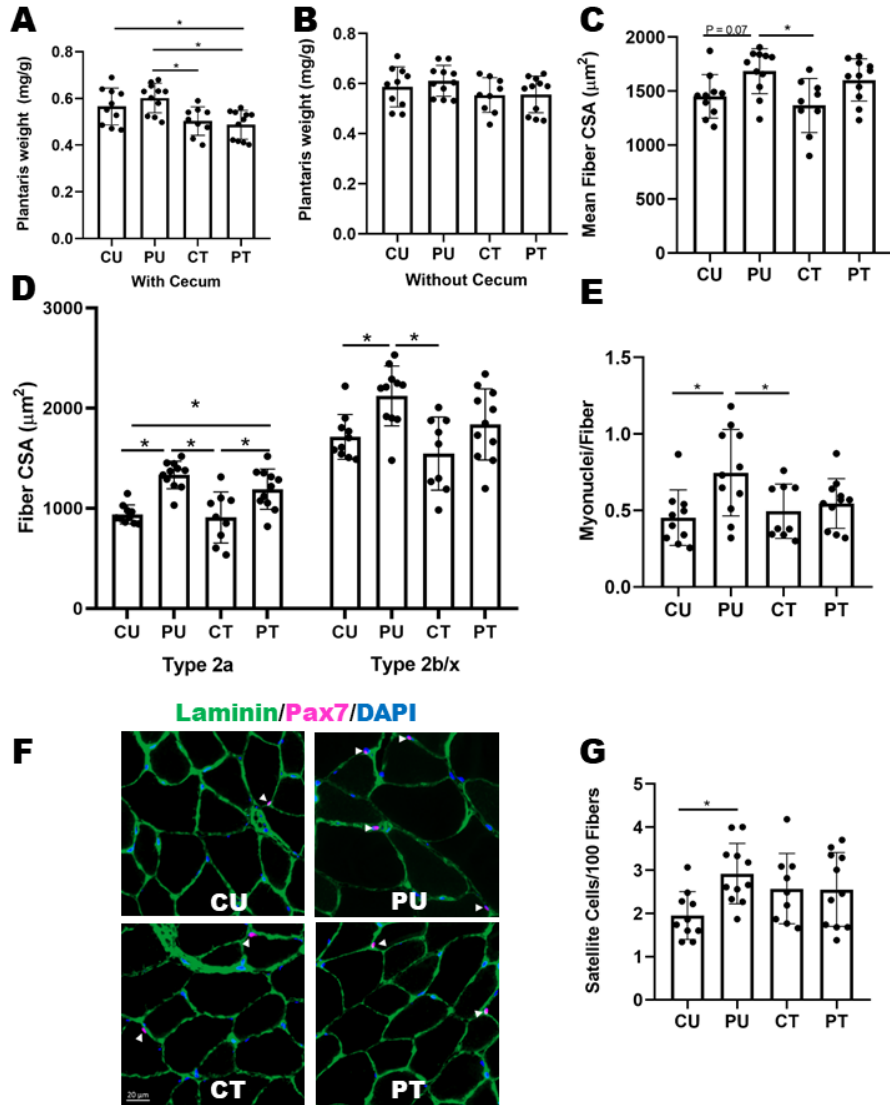 A
Plantaris weight (mg/g)
0.8
0.6
0.4
0.2
0.0
*
*
*
CU PU CT PT
With Cecum
B
Plantaris weight (mg/g)
0.8
0.6
0.4
0.2
0.0
CU PU CT PT
Without Cecum
C
Mean Fiber CSA (μm²)
2000
1500
1000
500
0
P = 0.07 *
CU PU CT PT
D
Fiber CSA (μm²)
3000
2000
1000
0
*
* * *
* *
CU PU CT PT CU PU CT PT
Type 2a Type 2b/x
E
Myonuclei/Fiber
1.5
1.0
0.5
0.0
* *
CU PU CT PT
F
Laminin/Pax7/DAPI
CU PU
CT PT
20 μm
G
Satellite Cells/100 Fibers
5
4
3
2
1
0
*
CU PU CT PT